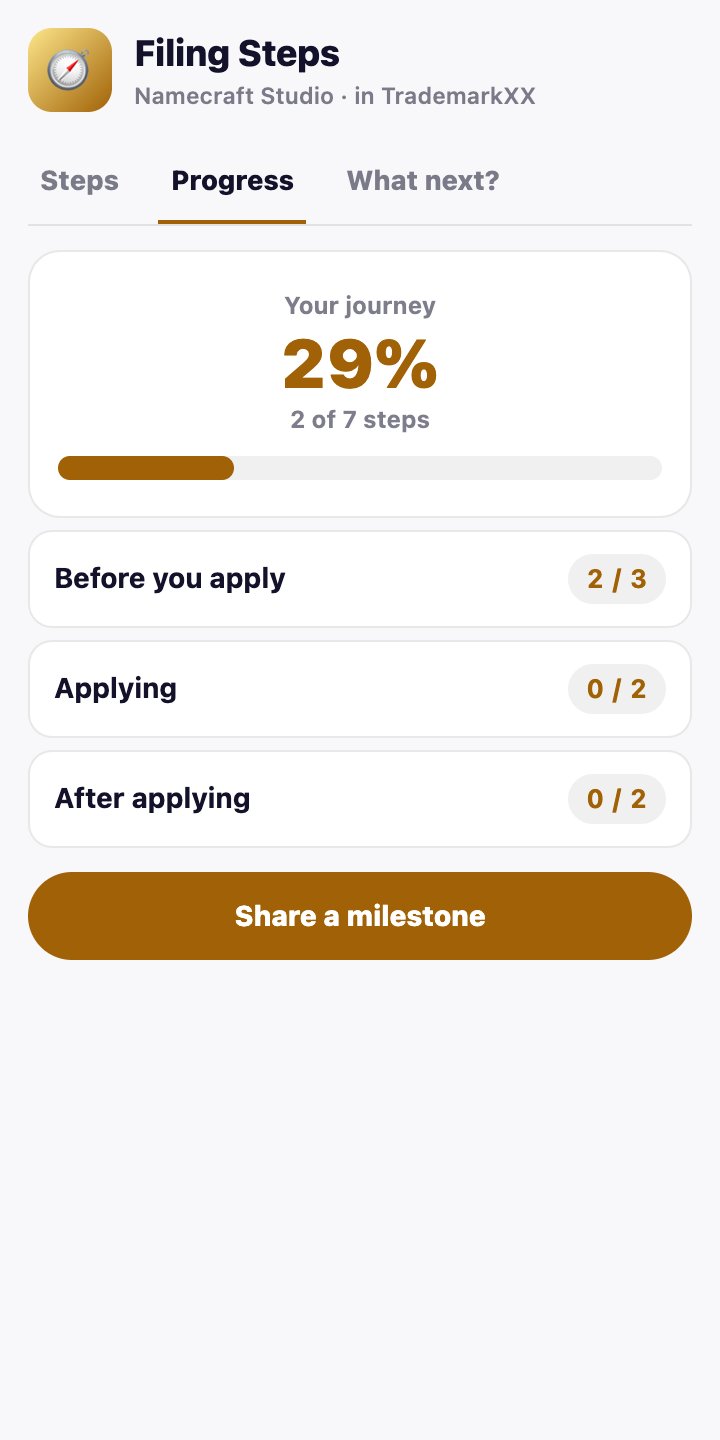 Filing Steps
Namecraft Studio · in TrademarkXX
Steps
Progress
What next?
Your journey
29%
2 of 7 steps
Before you apply
2 / 3
Applying
0 / 2
After applying
0 / 2
Share a milestone